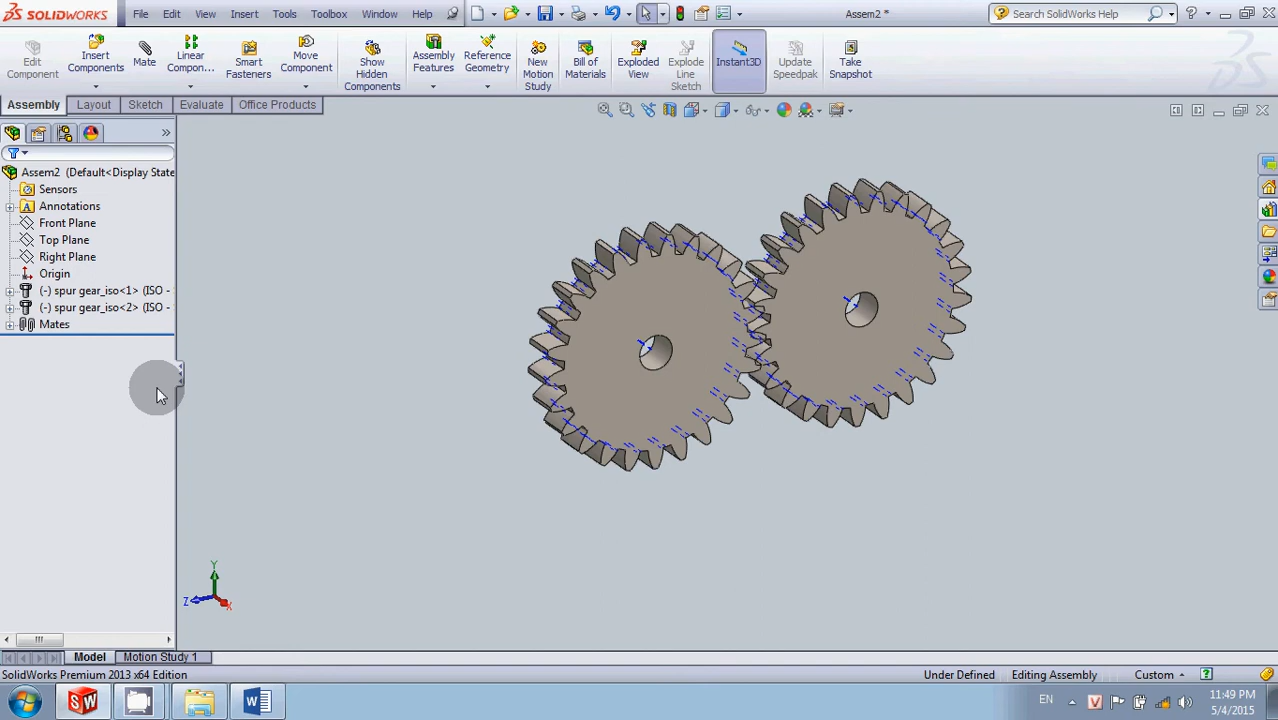 SOLIDWORKS File Edit View Insert Tools Toolbox Window Help Assem2 * Search SolidWorks Help
Edit Component Insert Components Mate Linear Compon... Smart Fasteners Move Component Show Hidden Components Assembly Features Reference Geometry New Motion Study Bill of Materials Exploded View Explode Line Sketch Instant3D Update Speedpak Take Snapshot
Assembly Layout Sketch Evaluate Office Products
Assem2 (Default<Display State
Sensors
Annotations
Front Plane
Top Plane
Right Plane
Origin
(-) spur gear_iso<1> (ISO -
(-) spur gear_iso<2> (ISO -
Mates
Y
Z
X
Model Motion Study 1
SolidWorks Premium 2013 x64 Edition Under Defined Editing Assembly Custom
EN 11:49 PM
5/4/2015